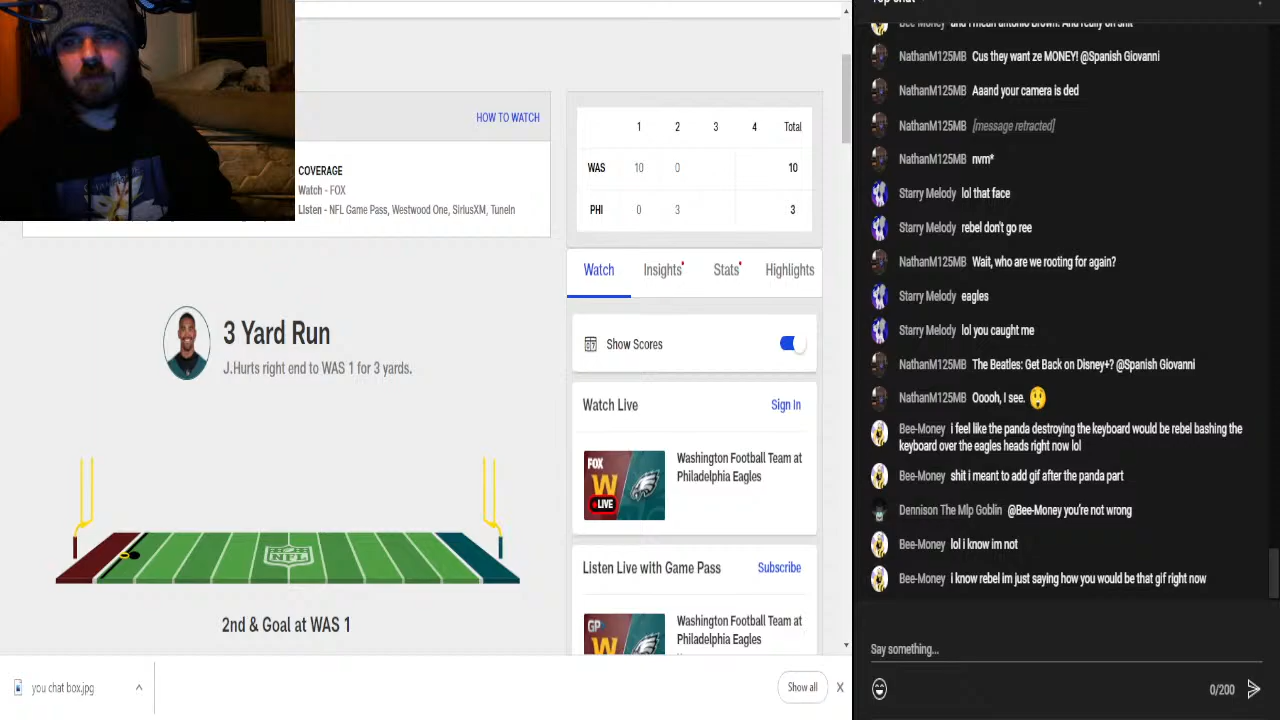 HOW TO WATCH
COVERAGE
Watch - FOX
Listen - NFL Game Pass, Westwood One, SiriusXM, TuneIn
1 2 3 4 Total
WAS 10 0 10
PHI 0 3 3
Watch Insights Stats Highlights
3 Yard Run
J.Hurts right end to WAS 1 for 3 yards.
Show Scores
Watch Live Sign In
FOX
W
LIVE
Washington Football Team at
Philadelphia Eagles
NFL
Listen Live with Game Pass Subscribe
GP
W
Washington Football Team at
Philadelphia Eagles
2nd & Goal at WAS 1
you chat box.jpg
Show all X
Bee-Money and i mean antonio Brown. And really on shit
NathanM125MB Cus they want ze MONEY! @Spanish Giovanni
NathanM125MB Aaand your camera is ded
NathanM125MB [message retracted]
NathanM125MB nvm*
Starry Melody lol that face
Starry Melody rebel don't go ree
NathanM125MB Wait, who are we rooting for again?
Starry Melody eagles
Starry Melody lol you caught me
NathanM125MB The Beatles: Get Back on Disney+? @Spanish Giovanni
NathanM125MB Ooooh, I see. 😲
Bee-Money i feel like the panda destroying the keyboard would be rebel bashing the
keyboard over the eagles heads right now lol
Bee-Money shit i meant to add gif after the panda part
Dennison The Mlp Goblin @Bee-Money you're not wrong
Bee-Money lol i know im not
Bee-Money i know rebel im just saying how you would be that gif right now
Say something...
0/200